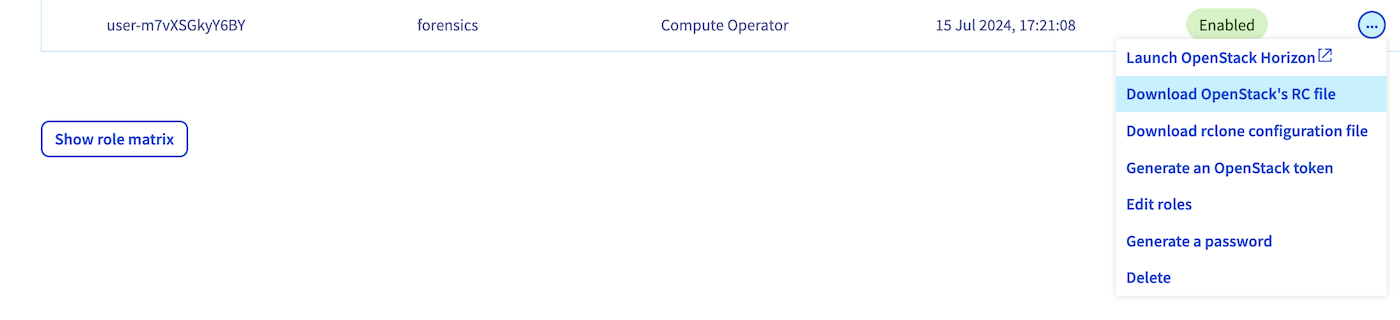 user-m7vXSGkyY6BY forensics Compute Operator 15 Jul 2024, 17:21:08 Enabled ...
Launch OpenStack Horizon
Download OpenStack's RC file
Download rclone configuration file
Generate an OpenStack token
Edit roles
Generate a password
Delete
Show role matrix